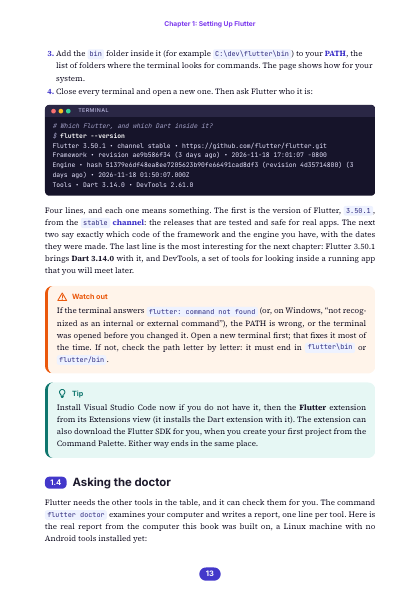 Chapter 1: Setting Up Flutter
3. Add the bin folder inside it (for example C:\dev\flutter\bin) to your PATH, the
list of folders where the terminal looks for commands. The page shows how for your
system.
4. Close every terminal and open a new one. Then ask Flutter who it is:
TERMINAL
# Which Flutter, and which Dart inside it?
$ flutter --version
Flutter 3.50.1 • channel stable • https://github.com/flutter/flutter.git
Framework • revision ae9b586f34 (3 days ago) • 2026-11-18 17:01:07 -0800
Engine • hash 51379e6df48ea8ee7205623b90fe66491cad8df3 (revision 4d35714800) (3
days ago) • 2026-11-18 01:50:07.000Z
Tools • Dart 3.14.0 • DevTools 2.61.0
Four lines, and each one means something. The first is the version of Flutter, 3.50.1,
from the stable channel: the releases that are tested and safe for real apps. The next
two say exactly which code of the framework and the engine you have, with the dates
they were made. The last line is the most interesting for the next chapter: Flutter 3.50.1
brings Dart 3.14.0 with it, and DevTools, a set of tools for looking inside a running app
that you will meet later.
Watch out
If the terminal answers flutter: command not found (or, on Windows, “not recog-
nized as an internal or external command”), the PATH is wrong, or the terminal
was opened before you changed it. Open a new terminal first; that fixes it most of
the time. If not, check the path letter by letter: it must end in flutter\bin or
flutter/bin.
Tip
Install Visual Studio Code now if you do not have it, then the Flutter extension
from its Extensions view (it installs the Dart extension with it). The extension can
also download the Flutter SDK for you, when you create your first project from the
Command Palette. Either way ends in the same place.
1.4 Asking the doctor
Flutter needs the other tools in the table, and it can check them for you. The command
flutter doctor examines your computer and writes a report, one line per tool. Here is
the real report from the computer this book was built on, a Linux machine with no
Android tools installed yet:
13